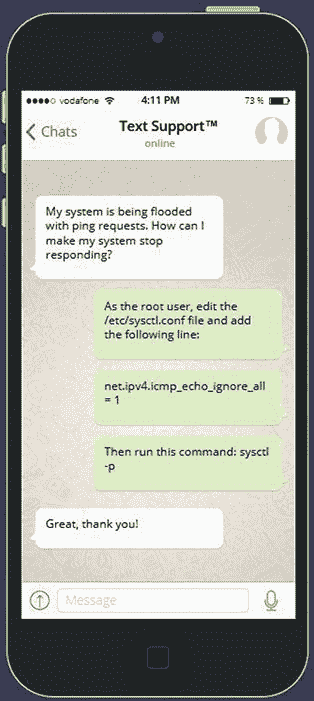 vodafone 4:11 PM 73 %
Chats Text Support™
online
My system is being flooded
with ping requests. How can I
make my system stop
responding?
As the root user, edit the
/etc/sysctl.conf file and add
the following line:
net.ipv4.icmp_echo_ignore_all
= 1
Then run this command: sysctl
-p
Great, thank you!
Message